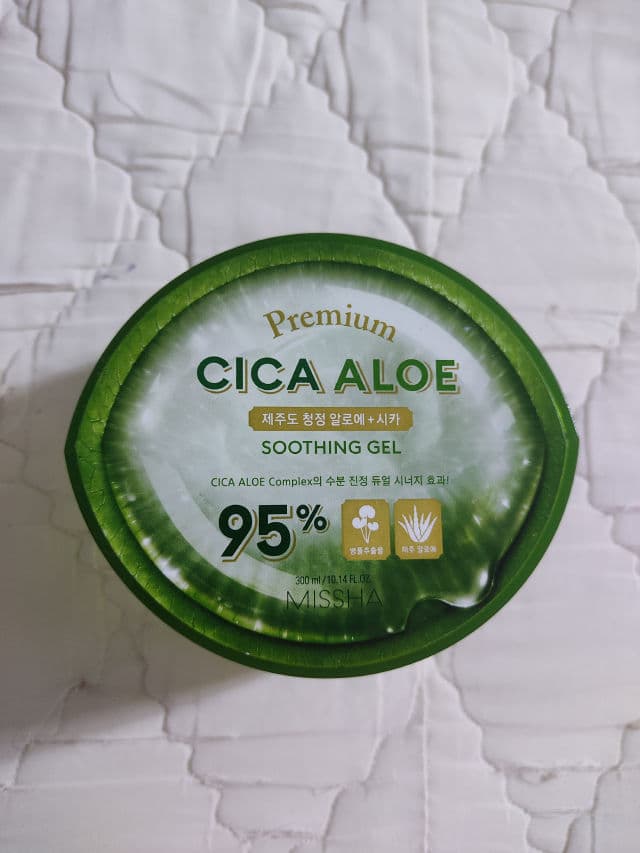 Premium
CICA ALOE
제주도 청정 알로에+시카
SOOTHING GEL
CICA ALOE Complex의 수분 진정 듀얼 시너지 효과!
95%
병풀추출물
제주 알로에
300 ml / 10.14 FL.OZ.
MISSHA